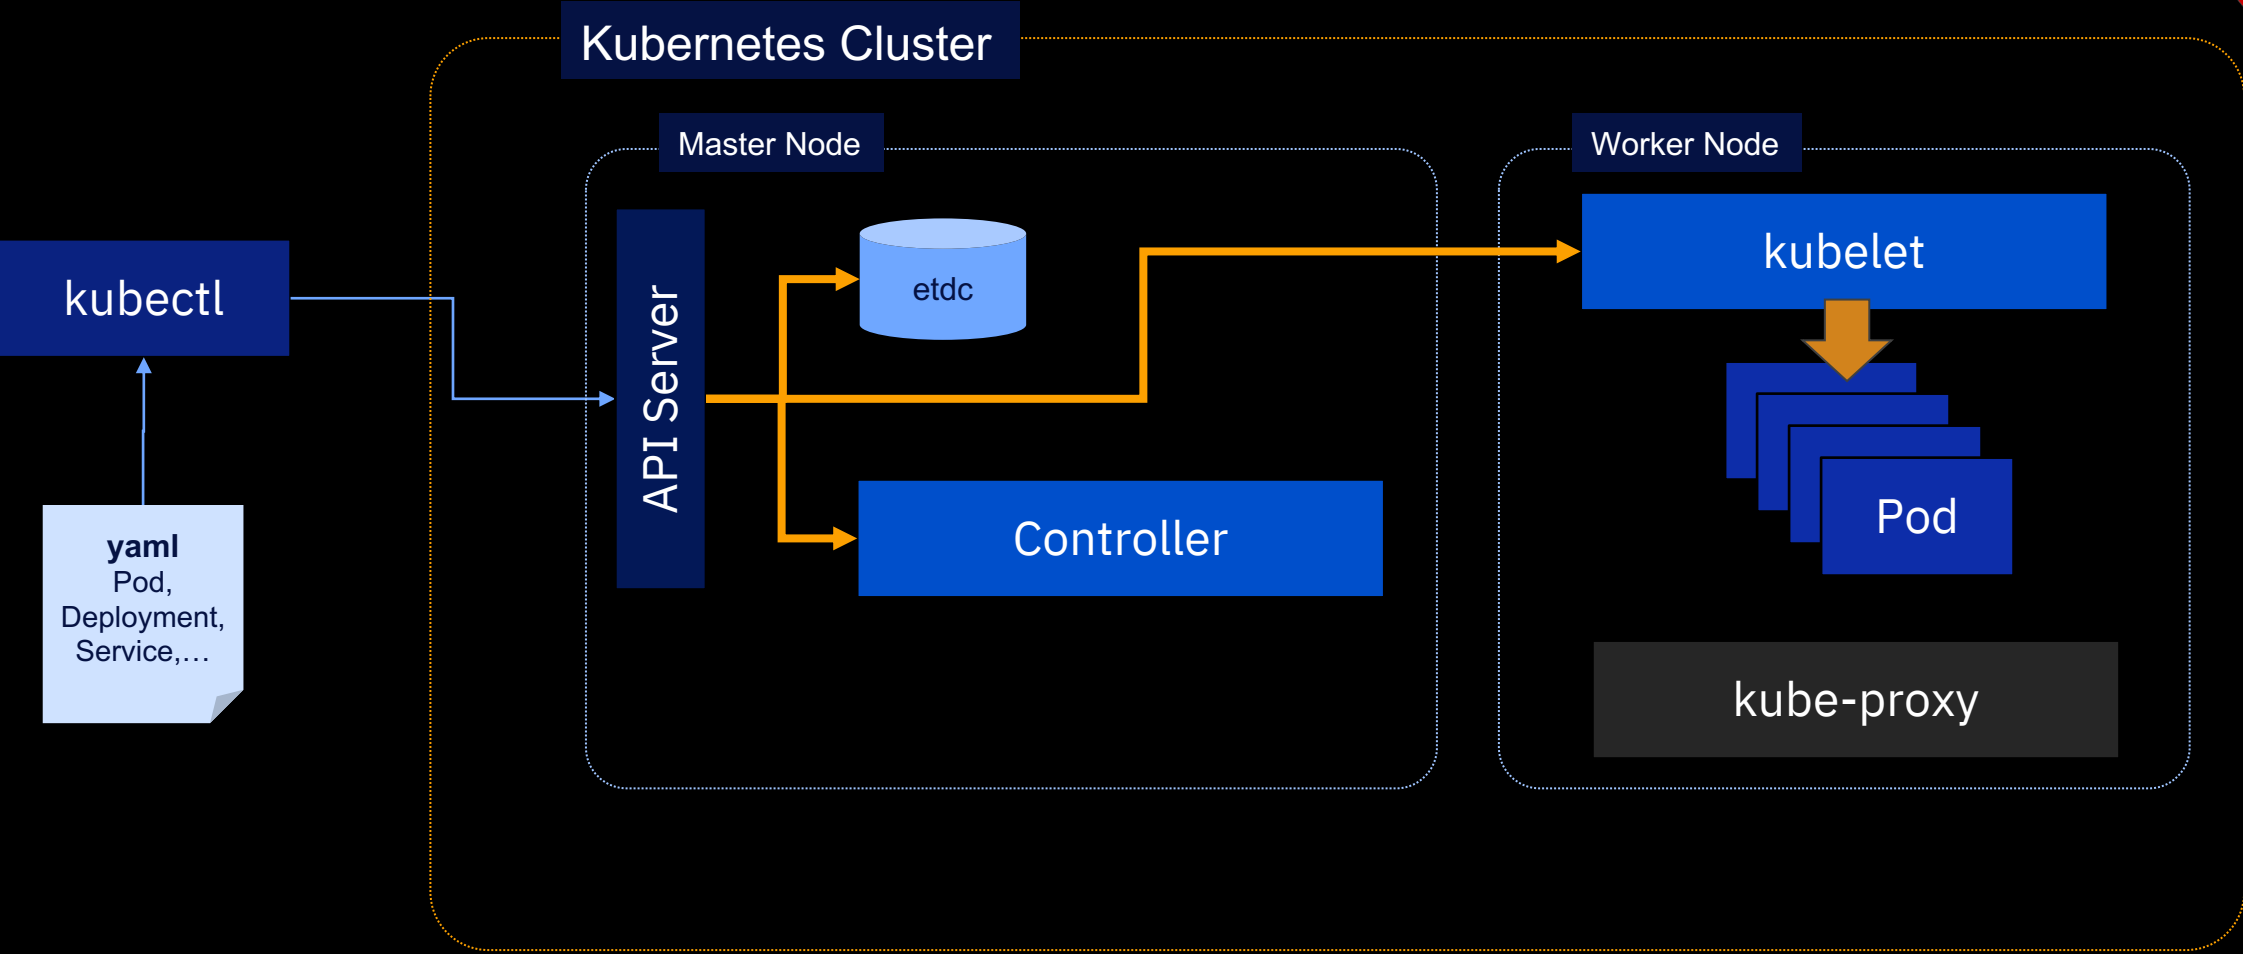 Kubernetes Cluster
Master Node
Worker Node
kubectl
yaml
Pod,
Deployment,
Service,…
API Server
etdc
Controller
kubelet
Pod
kube-proxy